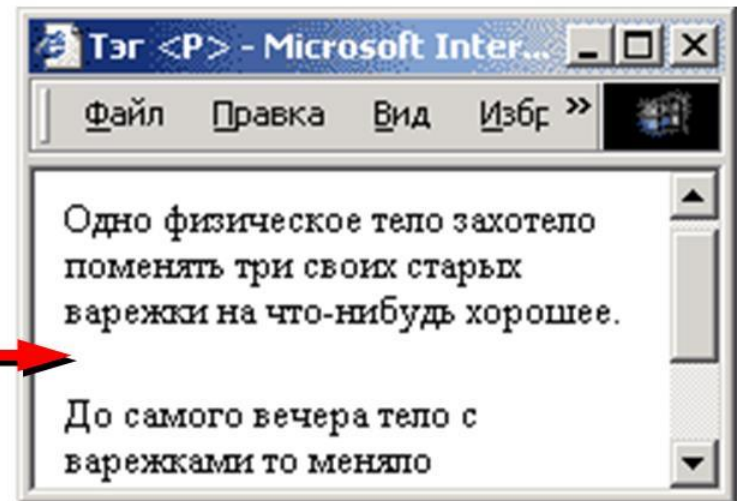 Тэг <P> - Microsoft Inter...
Файл Правка Вид Избр »
Одно физическое тело захотело
поменять три своих старых
варежки на что-нибудь хорошее.
До самого вечера тело с
варежками то меняло